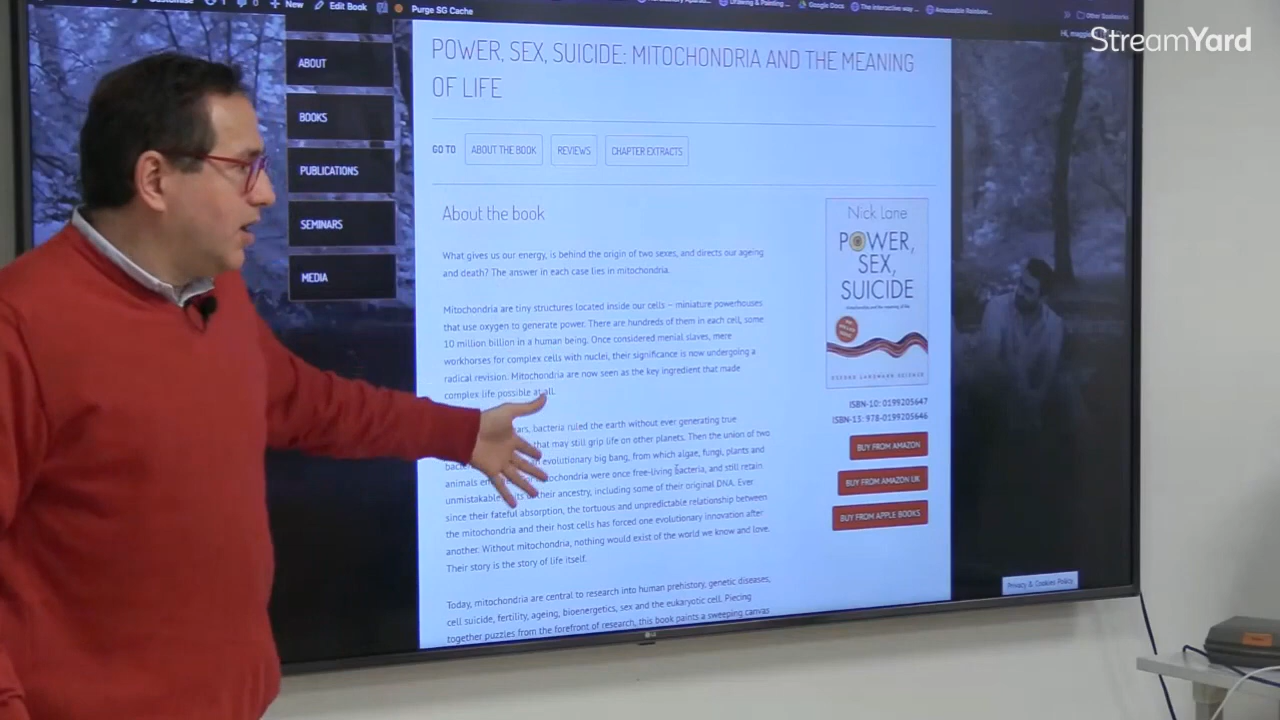 New
Edit Book
Purge SG Cache
Google Docs
The interactive way
Other Bookmarks
StreamYard
ABOUT
BOOKS
PUBLICATIONS
SEMINARS
MEDIA
POWER, SEX, SUICIDE: MITOCHONDRIA AND THE MEANING
OF LIFE
GO TO ABOUT THE BOOK REVIEWS CHAPTER EXTRACTS
About the book
What gives us our energy, is behind the origin of two sexes, and directs our ageing
and death? The answer in each case lies in mitochondria.
Mitochondria are tiny structures located inside our cells – miniature powerhouses
that use oxygen to generate power. There are hundreds of them in each cell, some
10 million billion in a human being. Once considered menial slaves, mere
workhorses for complex cells with nuclei, their significance is now undergoing a
radical revision. Mitochondria are now seen as the key ingredient that made
complex life possible at all.
bacteria ruled the earth without ever generating true
that may still grip life on other planets. Then the union of two
evolutionary big bang, from which algae, fungi, plants and
animals were once free-living bacteria, and still retain
their ancestry, including some of their original DNA. Ever
since their fateful absorption, the tortuous and unpredictable relationship between
the mitochondria and their host cells has forced one evolutionary innovation after
another. Without mitochondria, nothing would exist of the world we know and love.
Their story is the story of life itself.
Today, mitochondria are central to research into human prehistory, genetic diseases,
cell suicide, fertility, ageing, bioenergetics, sex and the eukaryotic cell. Piecing
together puzzles from the forefront of research, this book paints a sweeping canvas
Nick Lane
POWER,
SEX,
SUICIDE
OXFORD LANDMARK SCIENCE
ISBN-10: 0199205647
ISBN-13: 978-0199205646
BUY FROM AMAZON
BUY FROM AMAZON UK
BUY FROM APPLE BOOKS
Privacy & Cookies Policy
LG